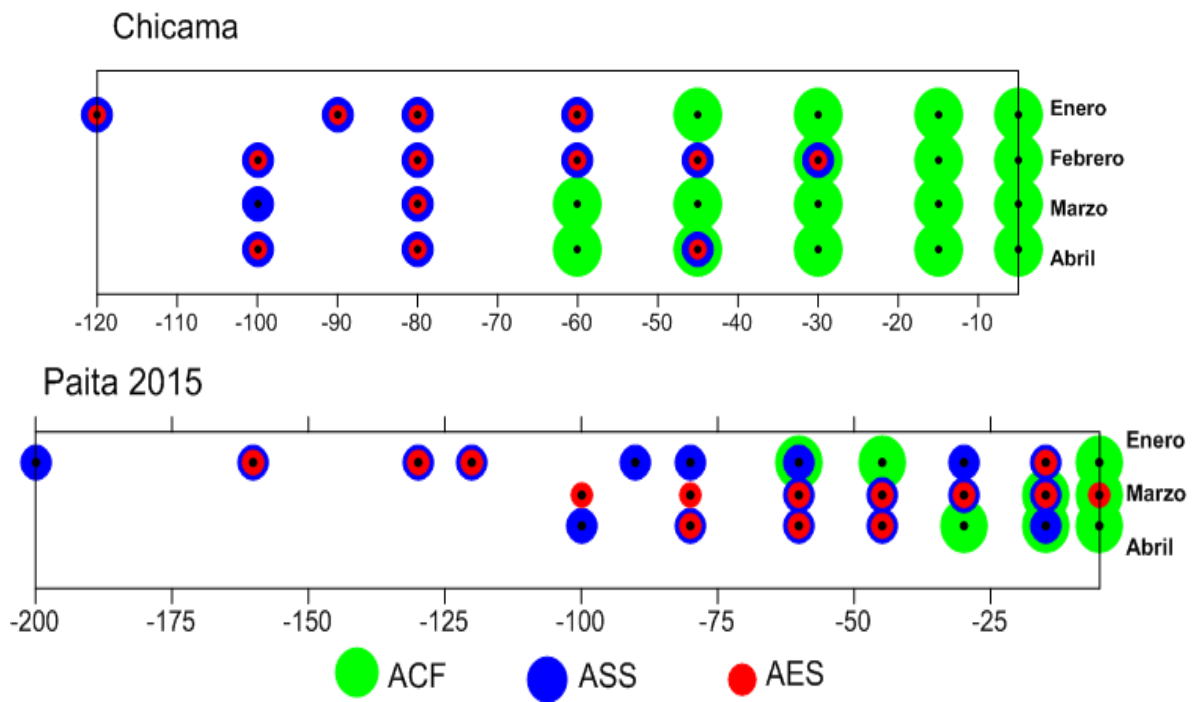 Chicama
Enero
Febrero
Marzo
Abril
-120 -110 -100 -90 -80 -70 -60 -50 -40 -30 -20 -10
Paita 2015
Enero
Marzo
Abril
-200 -175 -150 -125 -100 -75 -50 -25
ACF ASS AES